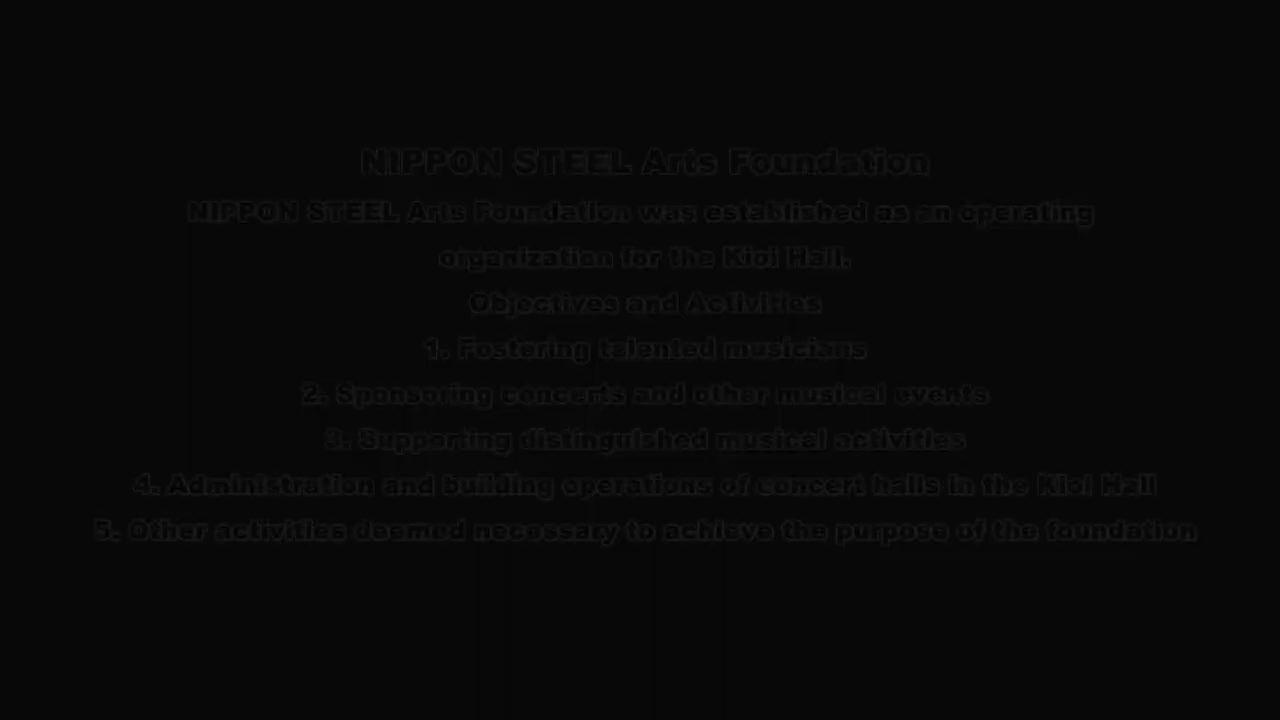 NIPPON STEEL Arts Foundation
NIPPON STEEL Arts Foundation was established as an operating
organization for the Kioi Hall.
Objectives and Activities
1. Fostering talented musicians
2. Sponsoring concerts and other musical events
3. Supporting distinguished musical activities
4. Administration and building operations of concert halls in the Kioi Hall
5. Other activities deemed necessary to achieve the purpose of the foundation